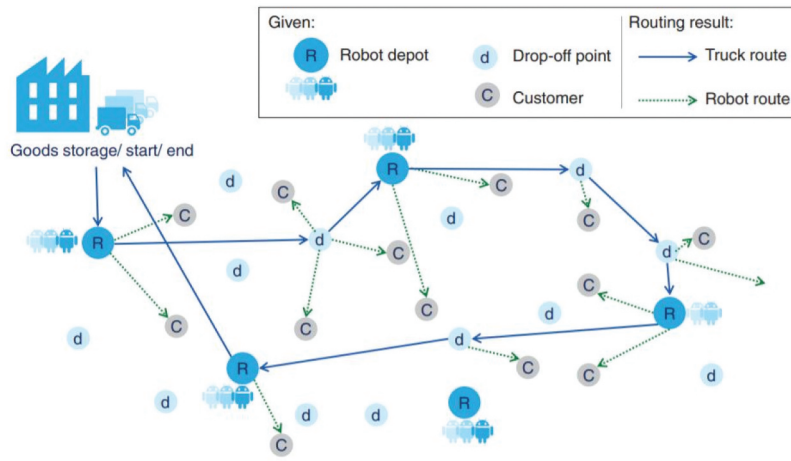 Given: Routing result:
R Robot depot d Drop-off point Truck route
C Customer Robot route
Goods storage/ start/ end
R d
d C C
C d C
R d C d C
d C
C C C d R
d d
R C C d
d d d R
C